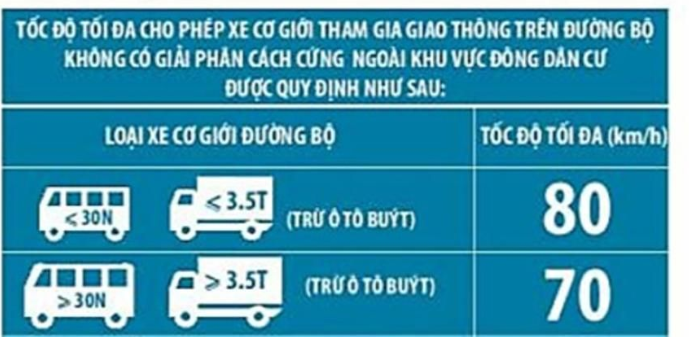 TỐC ĐỘ TỐI ĐA CHO PHÉP XE CƠ GIỚI THAM GIA GIAO THÔNG TRÊN ĐƯỜNG BỘ
KHÔNG CÓ GIẢI PHÂN CÁCH CỨNG NGOÀI KHU VỰC ĐÔNG DÂN CƯ
ĐƯỢC QUY ĐỊNH NHƯ SAU:
LOẠI XE CƠ GIỚI ĐƯỜNG BỘ TỐC ĐỘ TỐI ĐA (km/h)
≤ 30N ≤ 3.5T (TRỪ Ô TÔ BUÝT) 80
≥ 30N ≥ 3.5T (TRỪ Ô TÔ BUÝT) 70